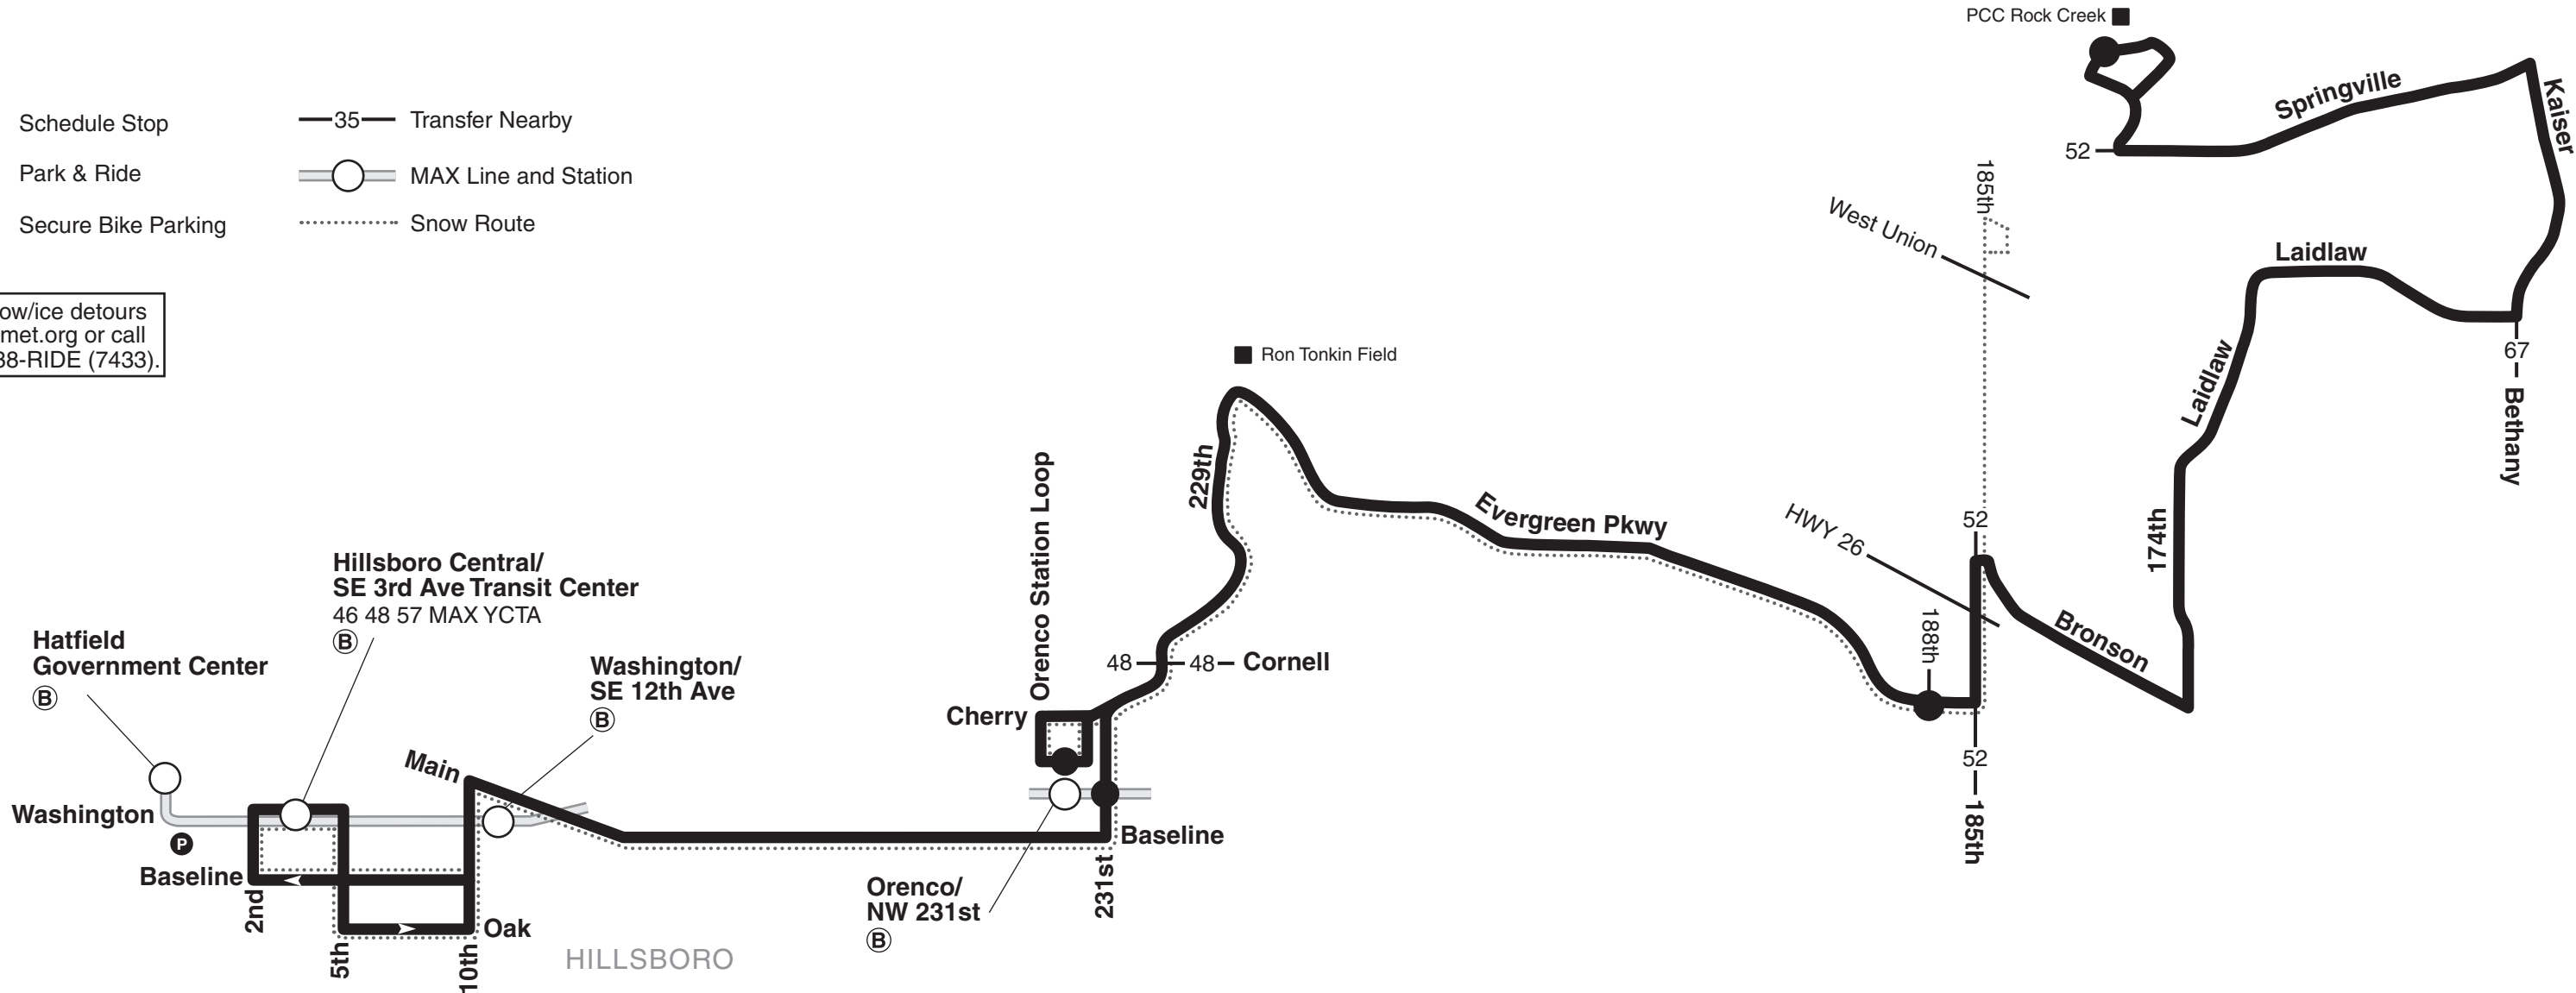 PCC Rock Creek
Schedule Stop
35
Transfer Nearby
Park & Ride
MAX Line and Station
Secure Bike Parking
Snow Route
ow/ice detours
met.org or call
38-RIDE (7433).
Springville
Kaiser
52
185th
West Union
Laidlaw
Laidlaw
67
Bethany
174th
Ron Tonkin Field
229th
Evergreen Pkwy
HWY 26
52
188th
Bronson
Orenco Station Loop
Hillsboro Central/
SE 3rd Ave Transit Center
46 48 57 MAX YCTA
B
Hatfield
Government Center
B
Washington/
SE 12th Ave
B
48
48
Cornell
Cherry
Main
52
185th
Washington
P
Baseline
Baseline
2nd
231st
Orenco/
NW 231st
B
Oak
5th
10th
HILLSBORO